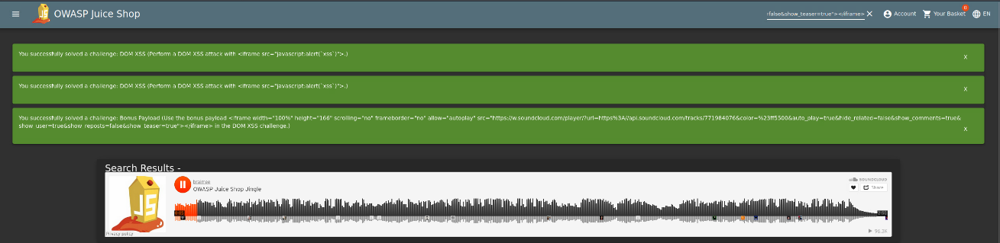 OWASP Juice Shop
:false&show_teaser=true"></iframe>
Account
0
Your Basket
EN
You successfully solved a challenge: DOM XSS (Perform a DOM XSS attack with <iframe src="javascript:alert(`xss`)">.)
X
You successfully solved a challenge: DOM XSS (Perform a DOM XSS attack with <iframe src="javascript:alert(`xss`)">.)
X
You successfully solved a challenge: Bonus Payload (Use the bonus payload <iframe width="100%" height="166" scrolling="no" frameborder="no" allow="autoplay" src="https://w.soundcloud.com/player/?url=https%3A//api.soundcloud.com/tracks/771984076&color=%23ff5500&auto_play=true&hide_related=false&show_comments=true&
show_user=true&show_reposts=false&show_teaser=true"></iframe> in the DOM XSS challenge.)
X
Search Results -
JS
braimee
OWASP Juice Shop Jingle
SOUNDCLOUD
Share
Privacy policy
96.3K